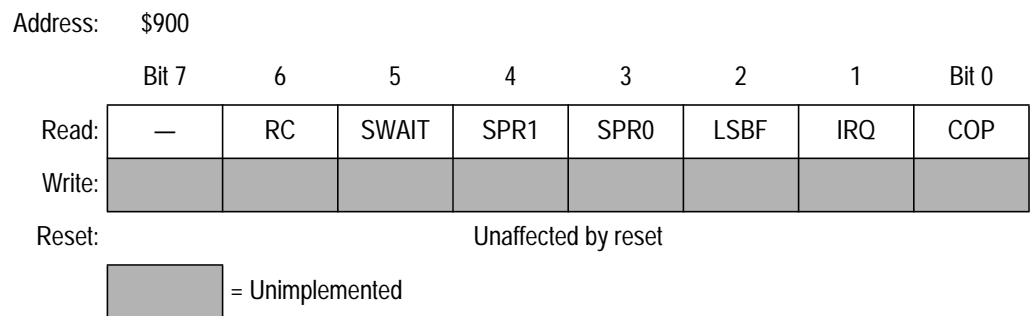 Address: $900
Bit 7 6 5 4 3 2 1 Bit 0
Read: — RC SWAIT SPR1 SPR0 LSBF IRQ COP
Write:
Reset: Unaffected by reset
= Unimplemented